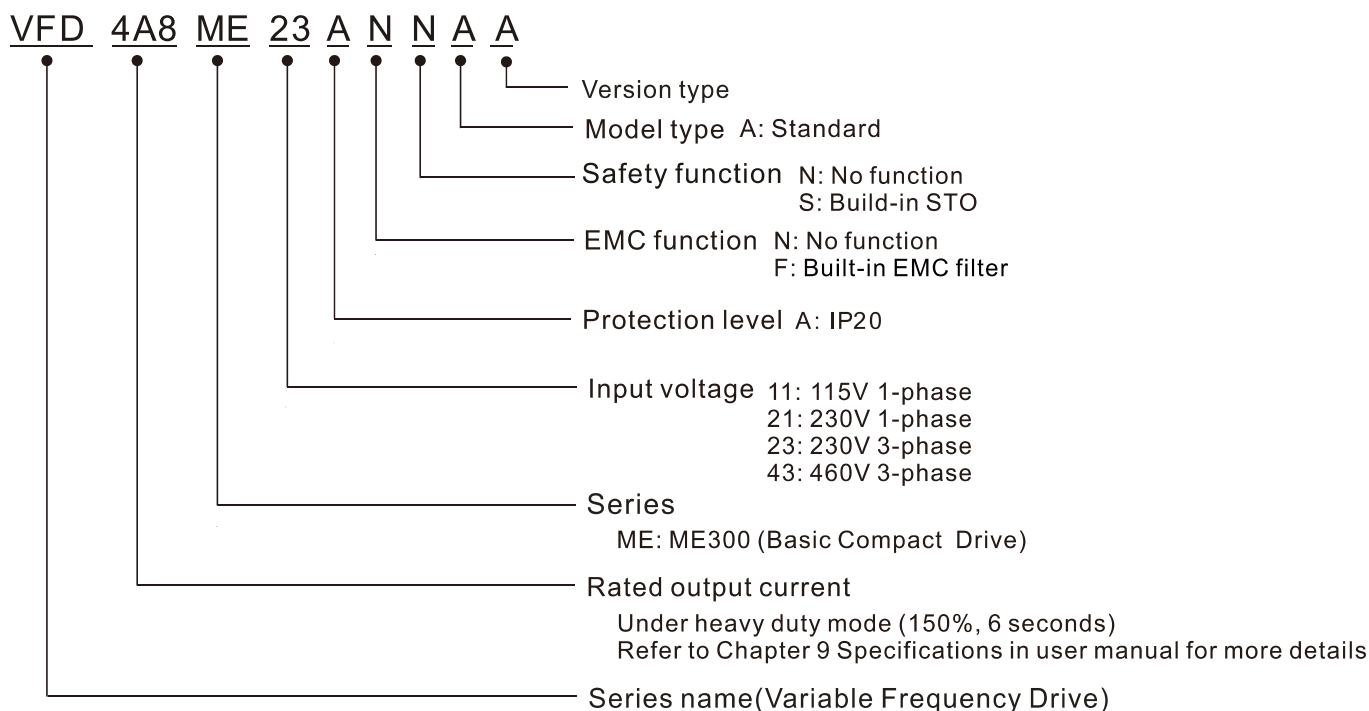 VFD 4A8 ME 23 A N N A A
Version type
Model type A: Standard
Safety function N: No function
S: Build-in STO
EMC function N: No function
F: Built-in EMC filter
Protection level A: IP20
Input voltage 11: 115V 1-phase
21: 230V 1-phase
23: 230V 3-phase
43: 460V 3-phase
Series
ME: ME300 (Basic Compact Drive)
Rated output current
Under heavy duty mode (150%, 6 seconds)
Refer to Chapter 9 Specifications in user manual for more details
Series name(Variable Frequency Drive)